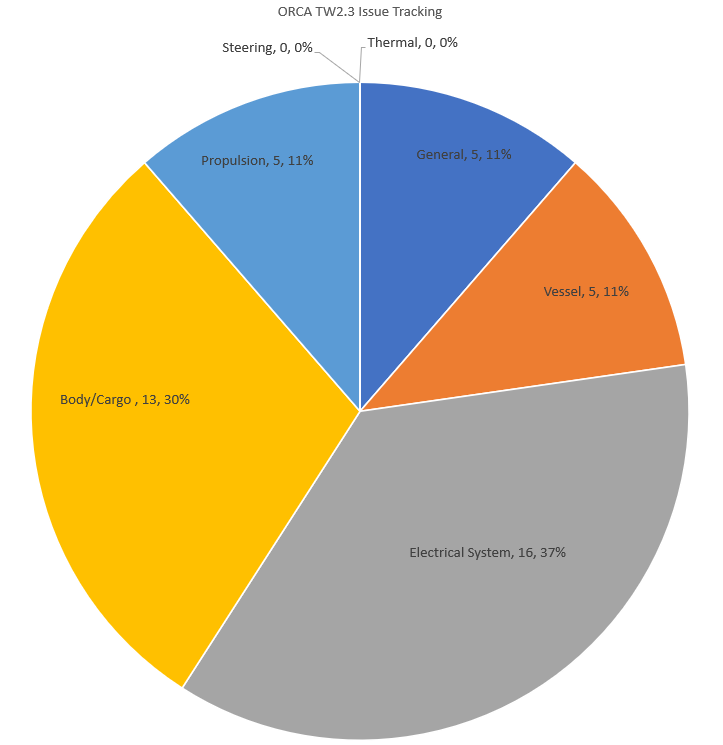 ORCA TW2.3 Issue Tracking
Steering, 0, 0%
Thermal, 0, 0%
Propulsion, 5, 11%
General, 5, 11%
Vessel, 5, 11%
Body/Cargo , 13, 30%
Electrical System, 16, 37%